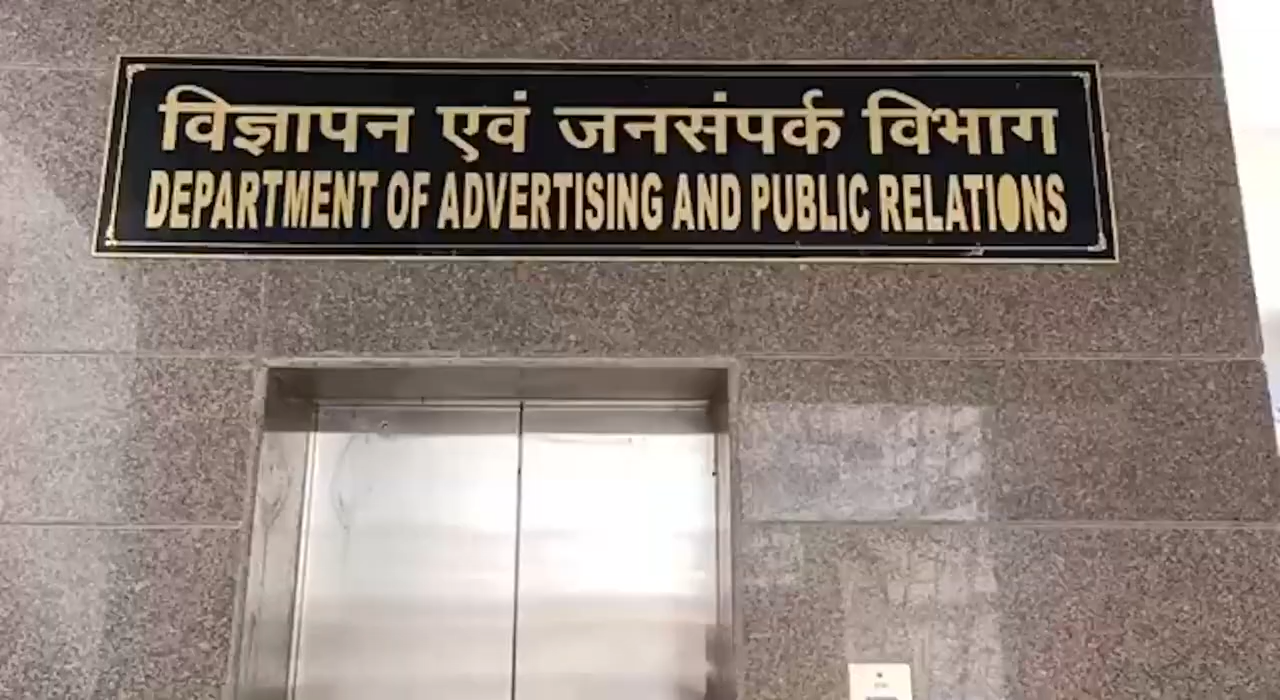 विज्ञापन एवं जनसंपर्क विभाग
DEPARTMENT OF ADVERTISING AND PUBLIC RELATIONS